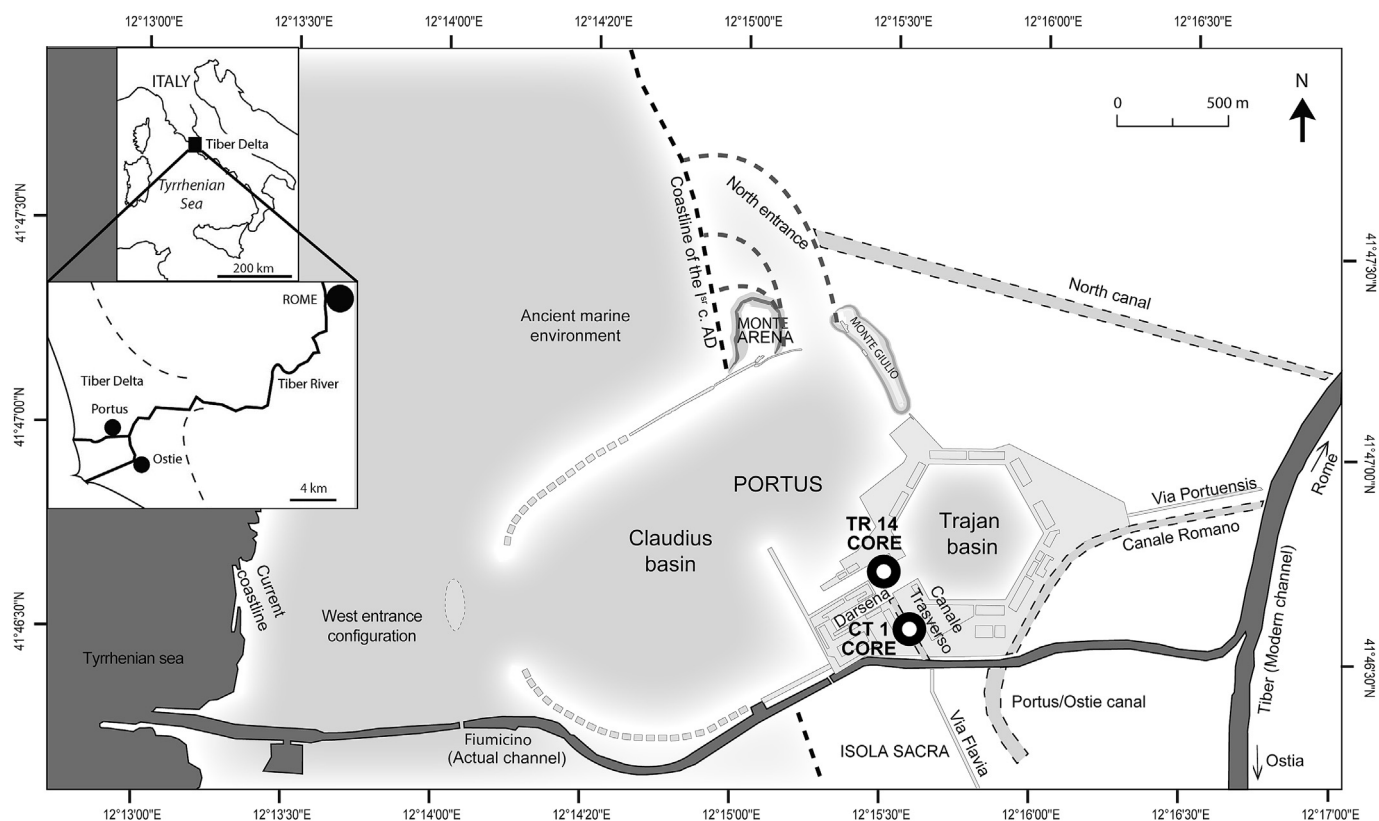 12°13'00"E
12°13'30"E
12°14'00"E
12°14'20"E
12°15'00"E
12°15'30"E
12°16'00"E
12°16'30"E
ITALY
Tiber Delta
Tyrrhenian
Sea
200 km
0
500 m
N
41°47'30"N
41°47'00"N
41°46'30"N
41°47'30"N
41°47'00"N
41°46'30"N
ROME
Tiber Delta
Tiber River
Portus
Ostie
4 km
Coastline of the Iˢᵗ c. AD
North entrance
North canal
Ancient marine
environment
MONTE
ARENA
MONTE GIULIO
PORTUS
Claudius
basin
TR 14
CORE
Trajan
basin
Via Portuensis
Canale Romano
Rome
Current
coastline
West entrance
configuration
Tyrrhenian sea
Darsena
Canale
Trasverso
CT 1
CORE
Tiber (Modern channel)
Portus/Ostie canal
Fiumicino
(Actual channel)
ISOLA SACRA
Via Flavia
Ostia
12°13'00"E
12°13'30"E
12°14'00"E
12°14'20"E
12°15'00"E
12°15'30"E
12°16'00"E
12°16'30"E
12°17'00"E